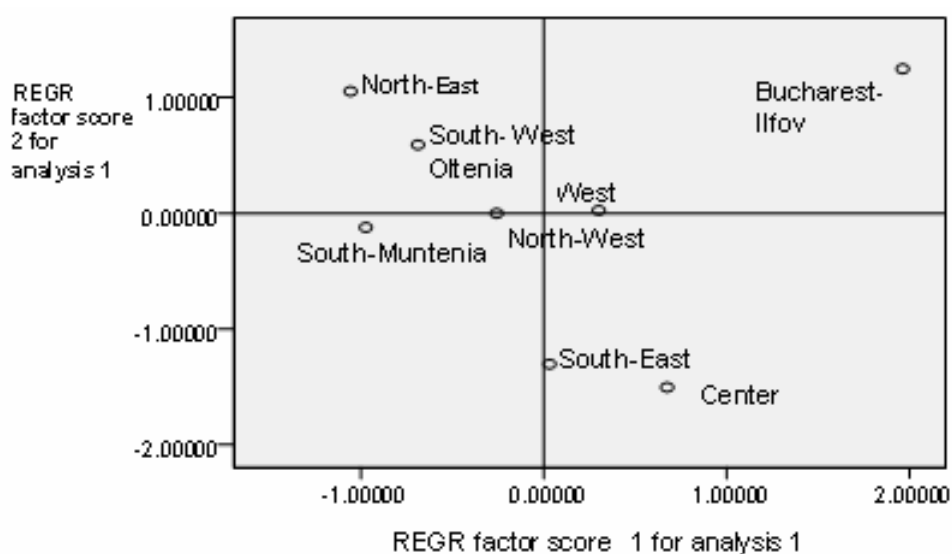 REGR
factor score
2 for
analysis 1
1.00000
0.00000
-1.00000
-2.00000
North-East
South-West
Oltenia
Bucharest-
Ilfov
West
North-West
South-Muntenia
South-East
Center
-1.00000
0.00000
1.00000
2.00000
REGR factor score 1 for analysis 1